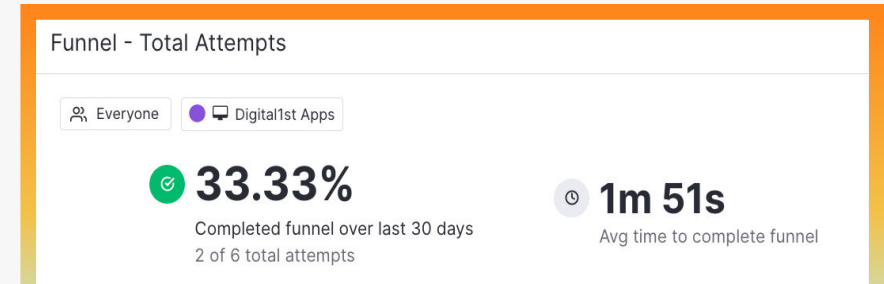 Funnel - Total Attempts
Everyone
Digital1st Apps
33.33%
Completed funnel over last 30 days
2 of 6 total attempts
1m 51s
Avg time to complete funnel